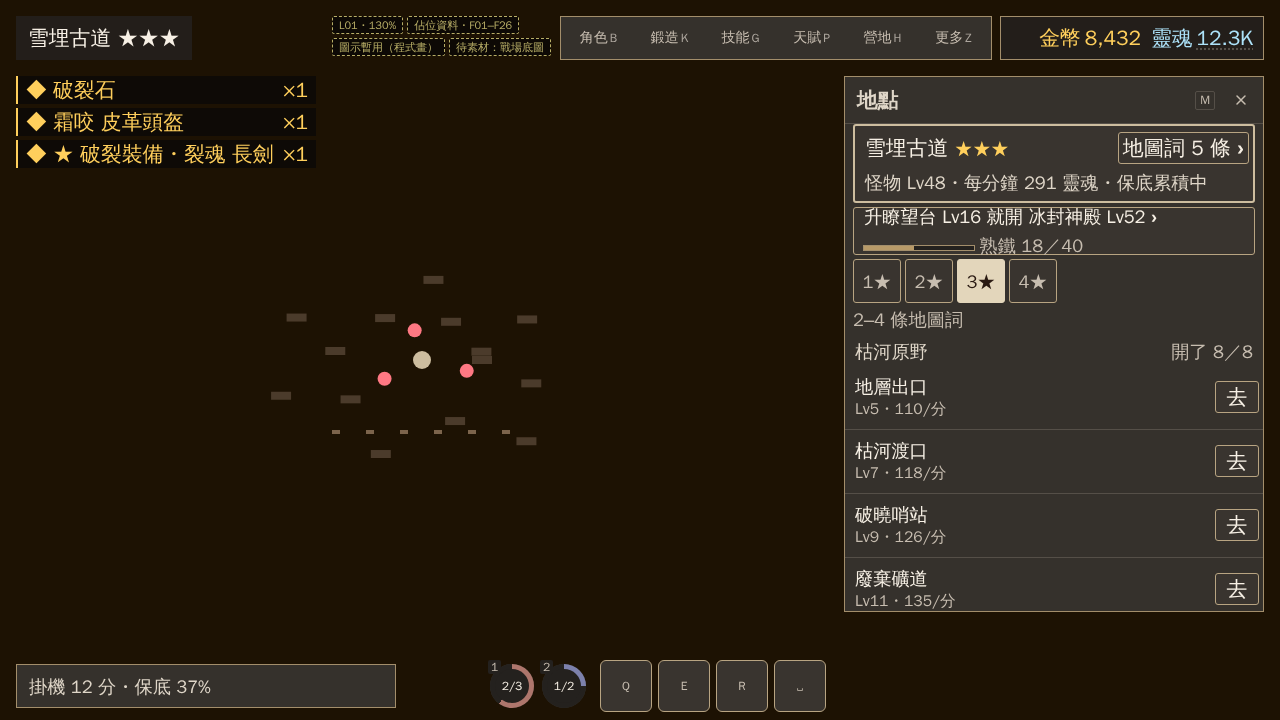 雪埋古道 ★★★
L01・130%
佔位資料・F01—F26
圖示暫用（程式畫）
待素材：戰場底圖
角色B
鍛造K
技能G
天賦P
營地H
更多Z
金幣 8,432 靈魂 12.3K
◆ 破裂石 ×1
◆ 霜咬 皮革頭盔 ×1
◆ ★ 破裂裝備・裂魂 長劍 ×1
地點 M ×
雪埋古道 ★★★ 地圖詞 5 條 ›
怪物 Lv48・每分鐘 291 靈魂・保底累積中
升瞭望台 Lv16 就開 冰封神殿 Lv52 ›
熟鐵 18／40
1★ 2★ 3★ 4★
2—4 條地圖詞
枯河原野 開了 8／8
地層出口 去
Lv5・110/分
枯河渡口 去
Lv7・118/分
破曉哨站 去
Lv9・126/分
廢棄礦道 去
Lv11・135/分
掛機 12 分・保底 37%
1 2/3
2 1/2
Q
E
R
␣